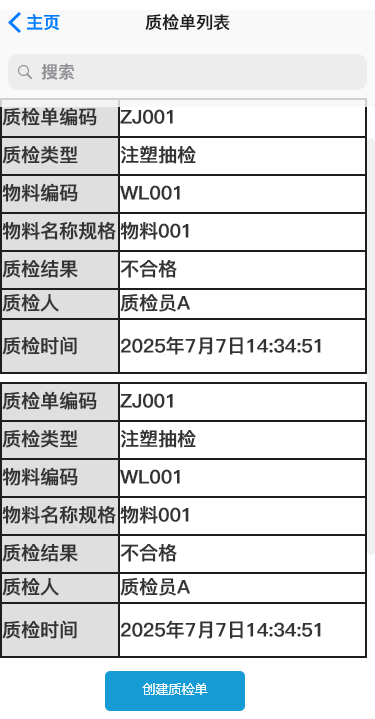 主页 质检单列表
搜索
质检单编码 ZJ001
质检类型 注塑抽检
物料编码 WL001
物料名称规格 物料001
质检结果 不合格
质检人 质检员A
质检时间 2025年7月7日14:34:51
质检单编码 ZJ001
质检类型 注塑抽检
物料编码 WL001
物料名称规格 物料001
质检结果 不合格
质检人 质检员A
质检时间 2025年7月7日14:34:51
创建质检单